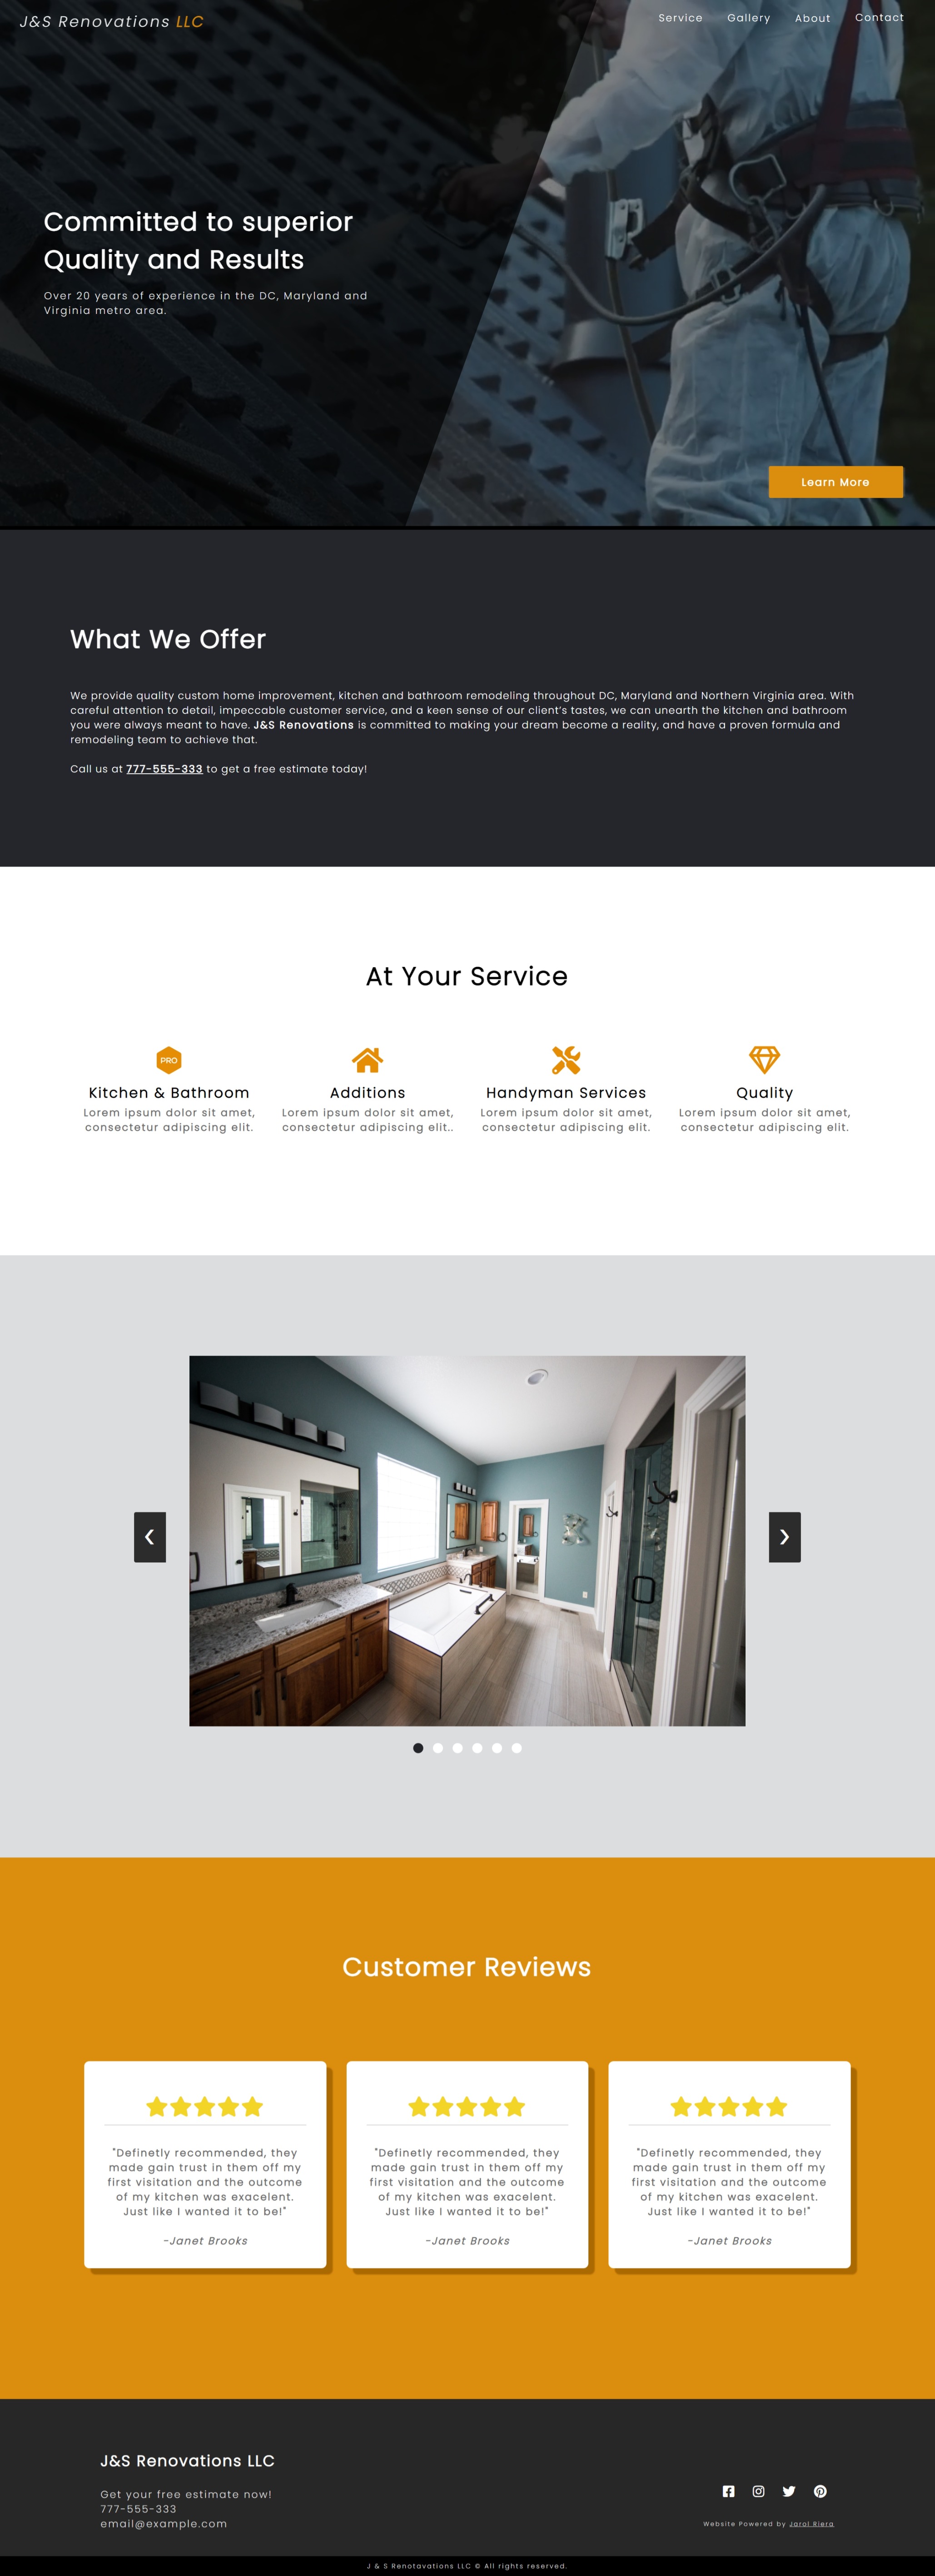 J&S Renovations LLC
Service Gallery About Contact
Committed to superior
Quality and Results
Over 20 years of experience in the DC, Maryland and
Virginia metro area.
Learn More
What We Offer
We provide quality custom home improvement, kitchen and bathroom remodeling throughout DC, Maryland and Northern Virginia area. With
careful attention to detail, impeccable customer service, and a keen sense of our client's tastes, we can unearth the kitchen and bathroom
you were always meant to have. J&S Renovations is committed to making your dream become a reality, and have a proven formula and
remodeling team to achieve that.
Call us at 777-555-333 to get a free estimate today!
At Your Service
PRO
Kitchen & Bathroom
Lorem ipsum dolor sit amet,
consectetur adipiscing elit.
Additions
Lorem ipsum dolor sit amet,
consectetur adipiscing elit..
Handyman Services
Lorem ipsum dolor sit amet,
consectetur adipiscing elit.
Quality
Lorem ipsum dolor sit amet,
consectetur adipiscing elit.
Customer Reviews
"Definetly recommended, they
made gain trust in them off my
first visitation and the outcome
of my kitchen was exacelent.
Just like I wanted it to be!"
-Janet Brooks
"Definetly recommended, they
made gain trust in them off my
first visitation and the outcome
of my kitchen was exacelent.
Just like I wanted it to be!"
-Janet Brooks
"Definetly recommended, they
made gain trust in them off my
first visitation and the outcome
of my kitchen was exacelent.
Just like I wanted it to be!"
-Janet Brooks
J&S Renovations LLC
Get your free estimate now!
777-555-333
email@example.com
Website Powered by Jarol Riera
J & S Renotavations LLC © All rights reserved.